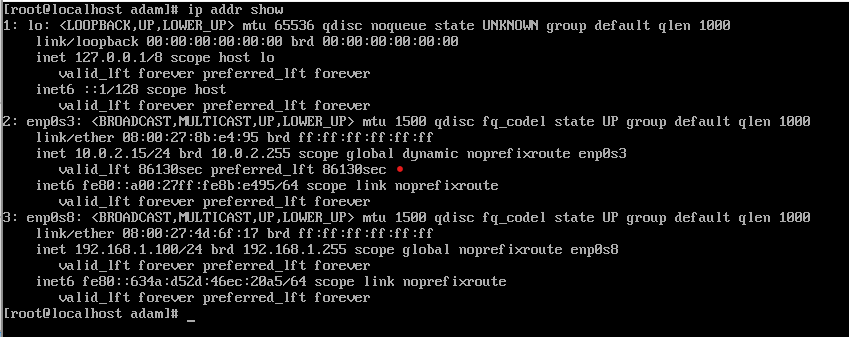 [root@localhost adam]# ip addr show
1: lo: <LOOPBACK,UP,LOWER_UP> mtu 65536 qdisc noqueue state UNKNOWN group default qlen 1000
    link/loopback 00:00:00:00:00:00 brd 00:00:00:00:00:00
    inet 127.0.0.1/8 scope host lo
       valid_lft forever preferred_lft forever
    inet6 ::1/128 scope host
       valid_lft forever preferred_lft forever
2: enp0s3: <BROADCAST,MULTICAST,UP,LOWER_UP> mtu 1500 qdisc fq_codel state UP group default qlen 1000
    link/ether 08:00:27:8b:e4:95 brd ff:ff:ff:ff:ff:ff
    inet 10.0.2.15/24 brd 10.0.2.255 scope global dynamic noprefixroute enp0s3
       valid_lft 86130sec preferred_lft 86130sec
    inet6 fe80::a00:27ff:fe8b:e495/64 scope link noprefixroute
       valid_lft forever preferred_lft forever
3: enp0s8: <BROADCAST,MULTICAST,UP,LOWER_UP> mtu 1500 qdisc fq_codel state UP group default qlen 1000
    link/ether 08:00:27:4d:6f:17 brd ff:ff:ff:ff:ff:ff
    inet 192.168.1.100/24 brd 192.168.1.255 scope global noprefixroute enp0s8
       valid_lft forever preferred_lft forever
    inet6 fe80::634a:d52d:46ec:20a5/64 scope link noprefixroute
       valid_lft forever preferred_lft forever
[root@localhost adam]# _